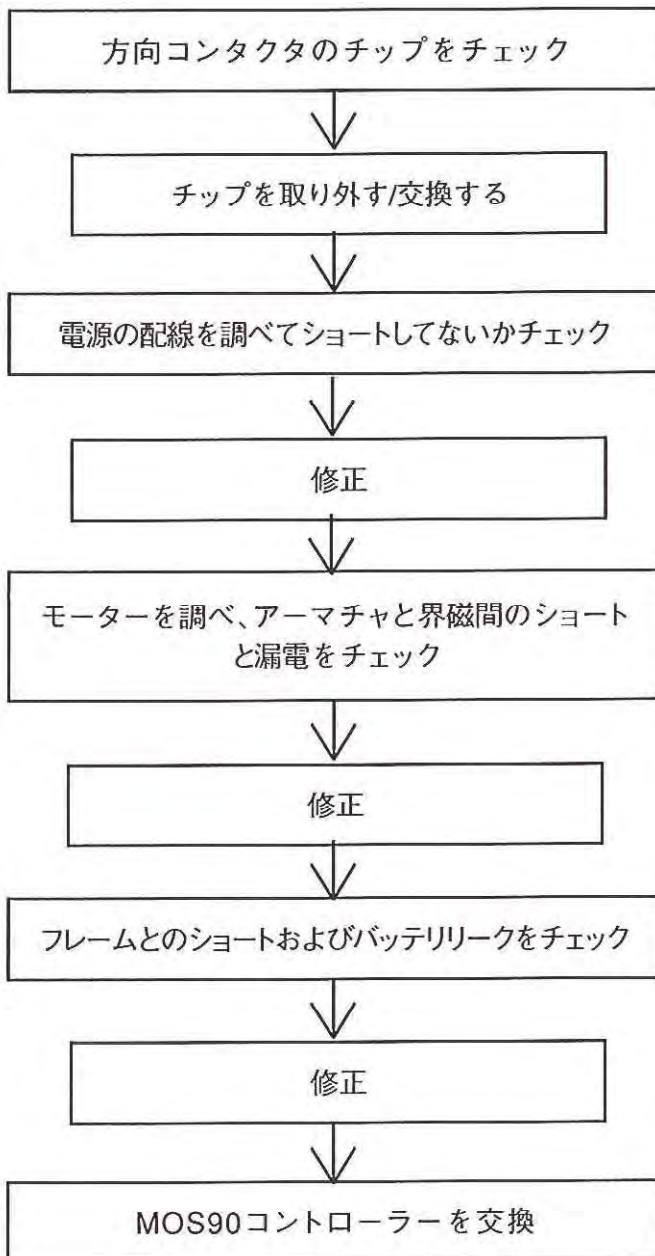 方向コンタクタのチップをチェック
チップを取り外す/交換する
電源の配線を調べてショートしてないかチェック
修正
モーターを調べ、アーマチャと界磁間のショート
と漏電をチェック
修正
フレームとのショートおよびバッテリリークをチェック
修正
MOS90コントローラーを交換